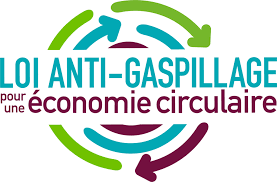 LOI ANTI-GASPILLAGE
pour une économie circulaire